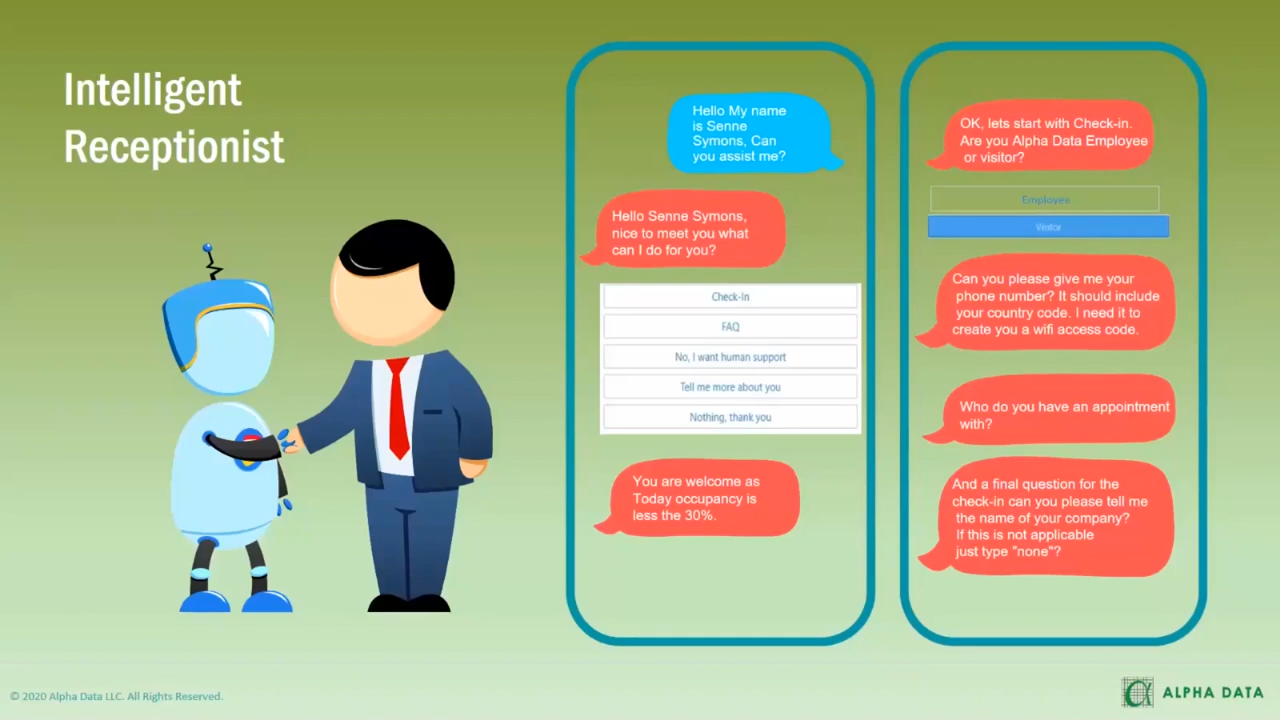 Intelligent
Receptionist
Hello My name
is Senne
Symons, Can
you assist me?
Hello Senne Symons,
nice to meet you what
can I do for you?
Check-In
FAQ
No, I want human support
Tell me more about you
Nothing, thank you
You are welcome as
Today occupancy is
less the 30%.
OK, lets start with Check-in.
Are you Alpha Data Employee
or visitor?
Employee
Visitor
Can you please give me your
phone number? It should include
your country code. I need it to
create you a wifi access code.
Who do you have an appointment
with?
And a final question for the
check-in can you please tell me
the name of your company?
If this is not applicable
just type "none"?
© 2020 Alpha Data LLC. All Rights Reserved.
ALPHA DATA